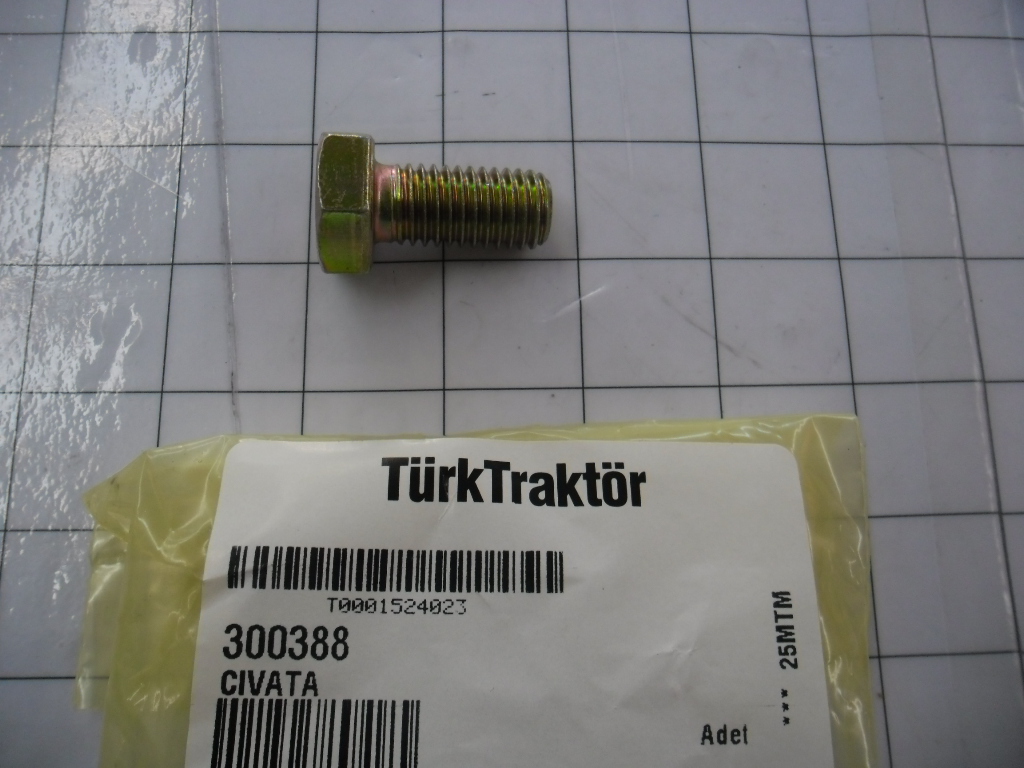 TürkTraktör
T0001524023
300388
CIVATA
Adet
*** 25MTM